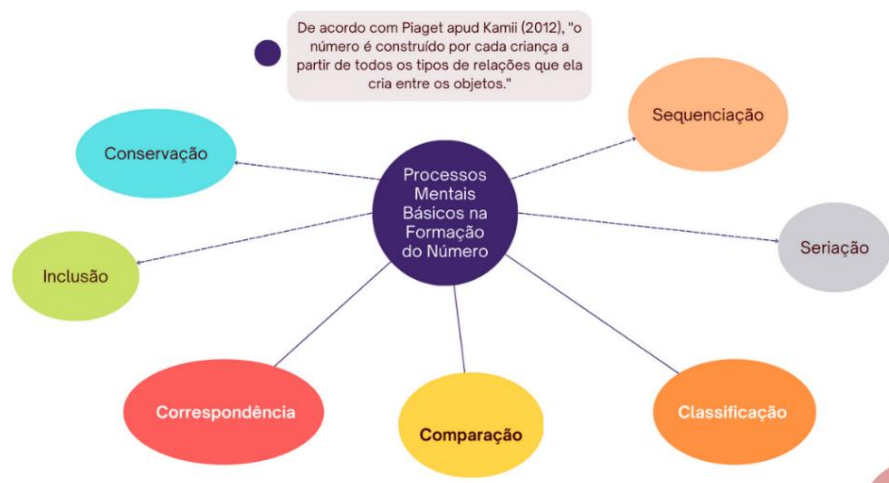 De acordo com Piaget apud Kamii (2012), "o
número é construído por cada criança a
partir de todos os tipos de relações que ela
cria entre os objetos."
Sequenciação
Conservação
Processos
Mentais
Básicos na
Formação
do Número
Inclusão
Seriação
Correspondência
Comparação
Classificação